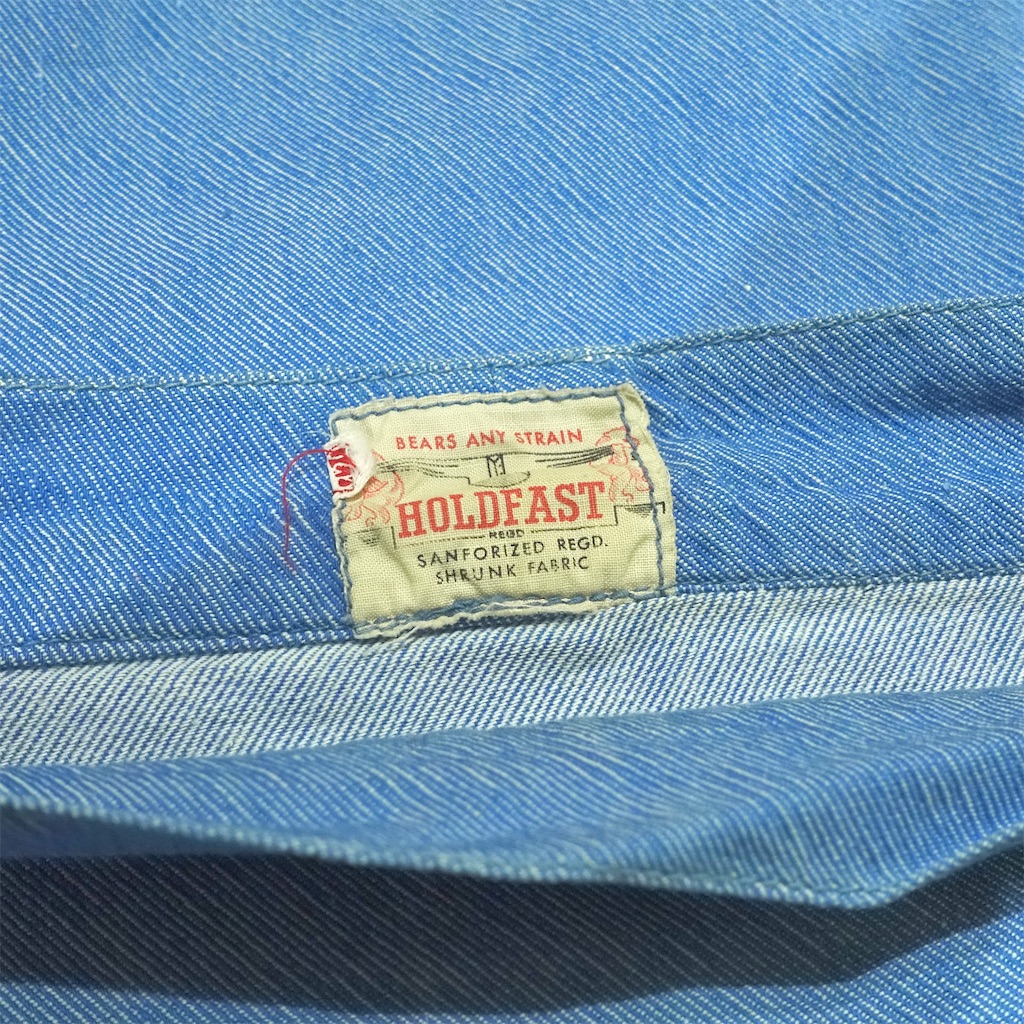 BEARS ANY STRAIN
M
HOLDFAST
REGD
SANFORIZED REGD.
SHRUNK FABRIC